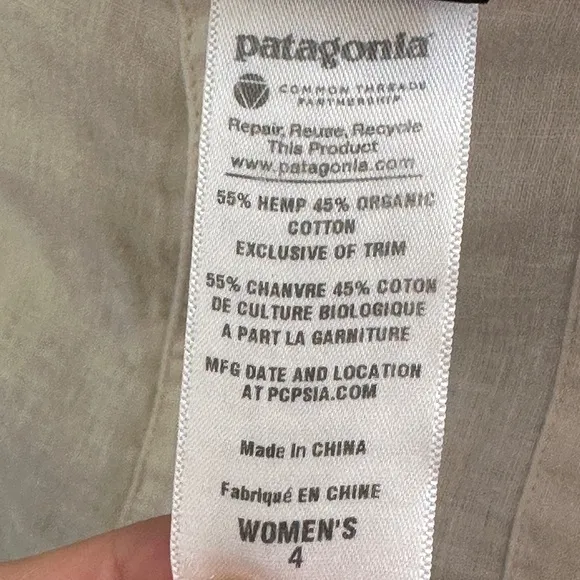 patagonia
COMMON THREADS
PARTNERSHIP
Repair, Reuse, Recycle
This Product
www.patagonia.com
55% HEMP 45% ORGANIC
COTTON
EXCLUSIVE OF TRIM
55% CHANVRE 45% COTON
DE CULTURE BIOLOGIQUE
A PART LA GARNITURE
MFG DATE AND LOCATION
AT PCPSIA.COM
Made in CHINA
Fabriqué EN CHINE
WOMEN'S
4